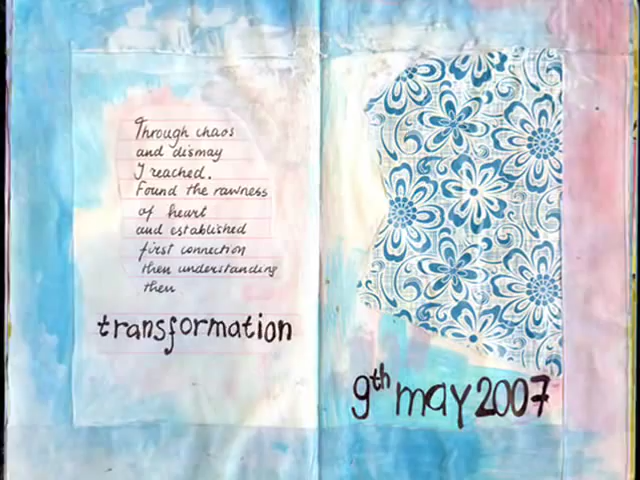 Through chaos
and dismay
I reached.
Found the rawness
of heart
and established
first connection
then understanding
then
transformation
9th may 2007